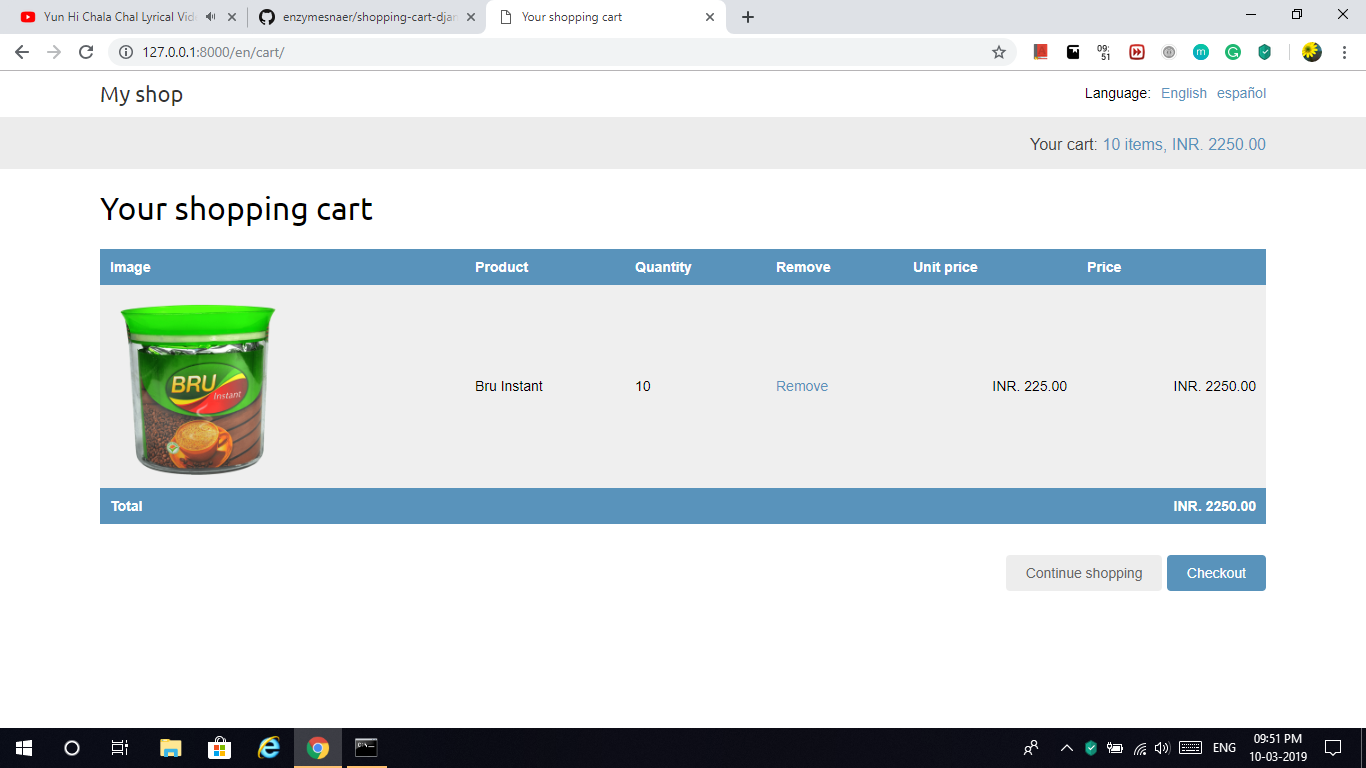 Yun Hi Chala Chal Lyrical Vid
enzymesnaer/shopping-cart-djan
Your shopping cart
127.0.0.1:8000/en/cart/
09:
51
m
G
My shop
Language: English español
Your cart: 10 items, INR. 2250.00
Your shopping cart
Image Product Quantity Remove Unit price Price
BRU
Instant
Bru Instant 10 Remove INR. 225.00 INR. 2250.00
Total INR. 2250.00
Continue shopping Checkout
ENG
09:51 PM
10-03-2019